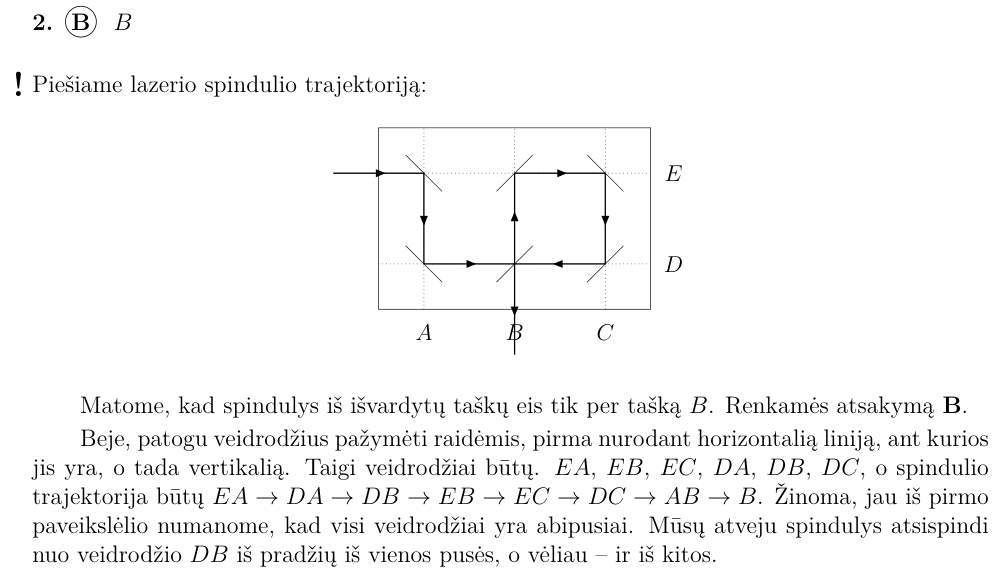 2. B B
! Piešiame lazerio spindulio trajektoriją:
E
D
A B C
Matome, kad spindulys iš išvardytų taškų eis tik per tašką B. Renkamės atsakymą B.
Beje, patogu veidrodžius pažymėti raidėmis, pirma nurodant horizontalią liniją, ant kurios
jis yra, o tada vertikalią. Taigi veidrodžiai būtų. EA, EB, EC, DA, DB, DC, o spindulio
trajektorija būtų EA → DA → DB → EB → EC → DC → AB → B. Žinoma, jau iš pirmo
paveikslėlio numanome, kad visi veidrodžiai yra abipusiai. Mūsų atveju spindulys atsispindi
nuo veidrodžio DB iš pradžių iš vienos pusės, o vėliau – ir iš kitos.